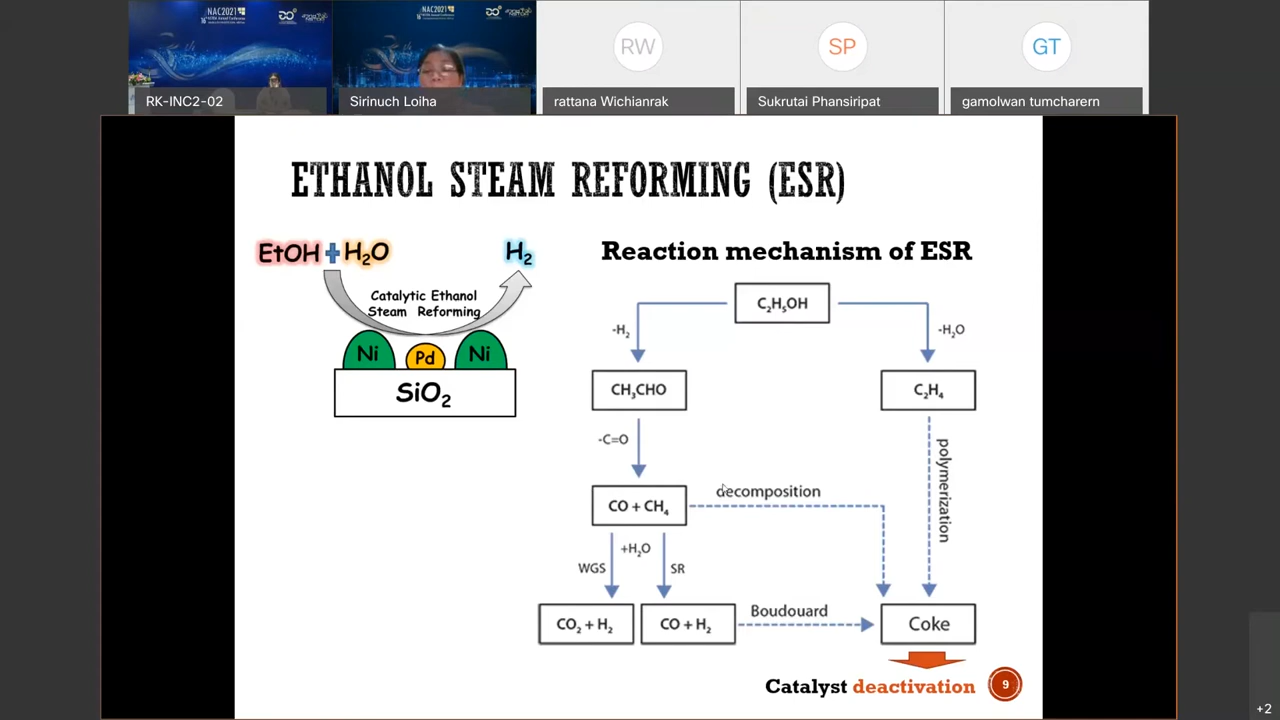 NAC2021
NAC2021
RW
SP
GT
RK-INC2-02
Sirinuch Loiha
rattana Wichianrak
Sukrutai Phansiripat
gamolwan tumcharern
ETHANOL STEAM REFORMING (ESR)
EtOH + H₂O
H₂
Catalytic Ethanol
Steam Reforming
Ni
Pd
Ni
SiO₂
Reaction mechanism of ESR
C₂H₅OH
-H₂
-H₂O
CH₃CHO
C₂H₄
-C=O
polymerization
decomposition
CO + CH₄
+H₂O
WGS
SR
CO₂ + H₂
CO + H₂
Boudouard
Coke
Catalyst deactivation
9
+2